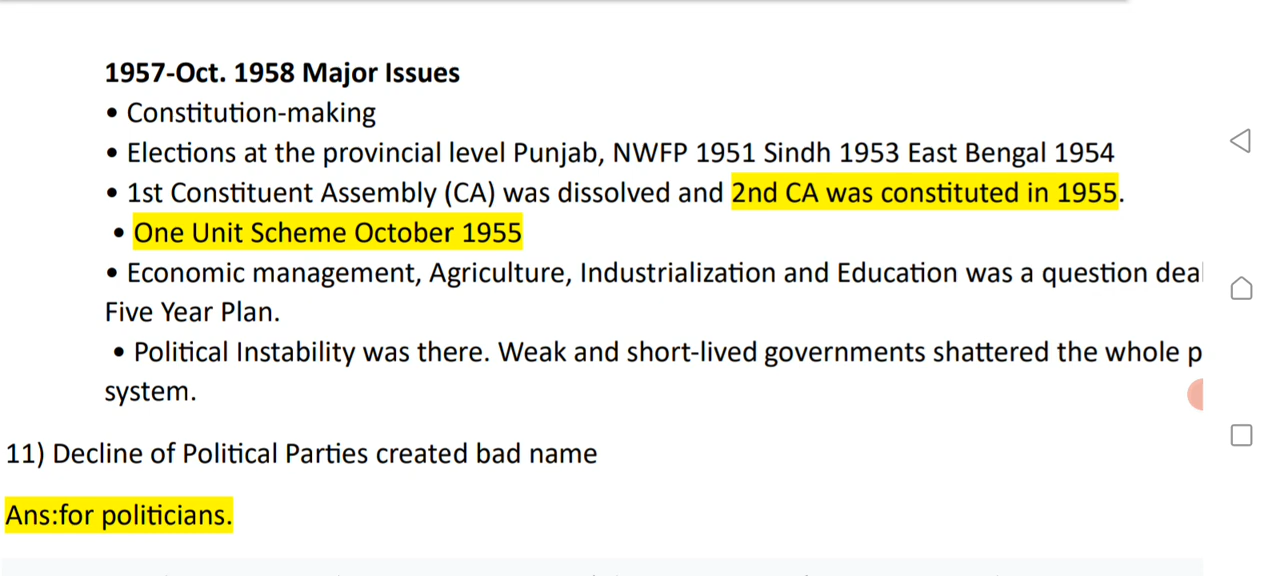 1957-Oct. 1958 Major Issues
• Constitution-making
• Elections at the provincial level Punjab, NWFP 1951 Sindh 1953 East Bengal 1954
• 1st Constituent Assembly (CA) was dissolved and 2nd CA was constituted in 1955.
• One Unit Scheme October 1955
• Economic management, Agriculture, Industrialization and Education was a question
Five Year Plan.
• Political Instability was there. Weak and short-lived governments shattered the whole
system.
11) Decline of Political Parties created bad name
Ans:for politicians.